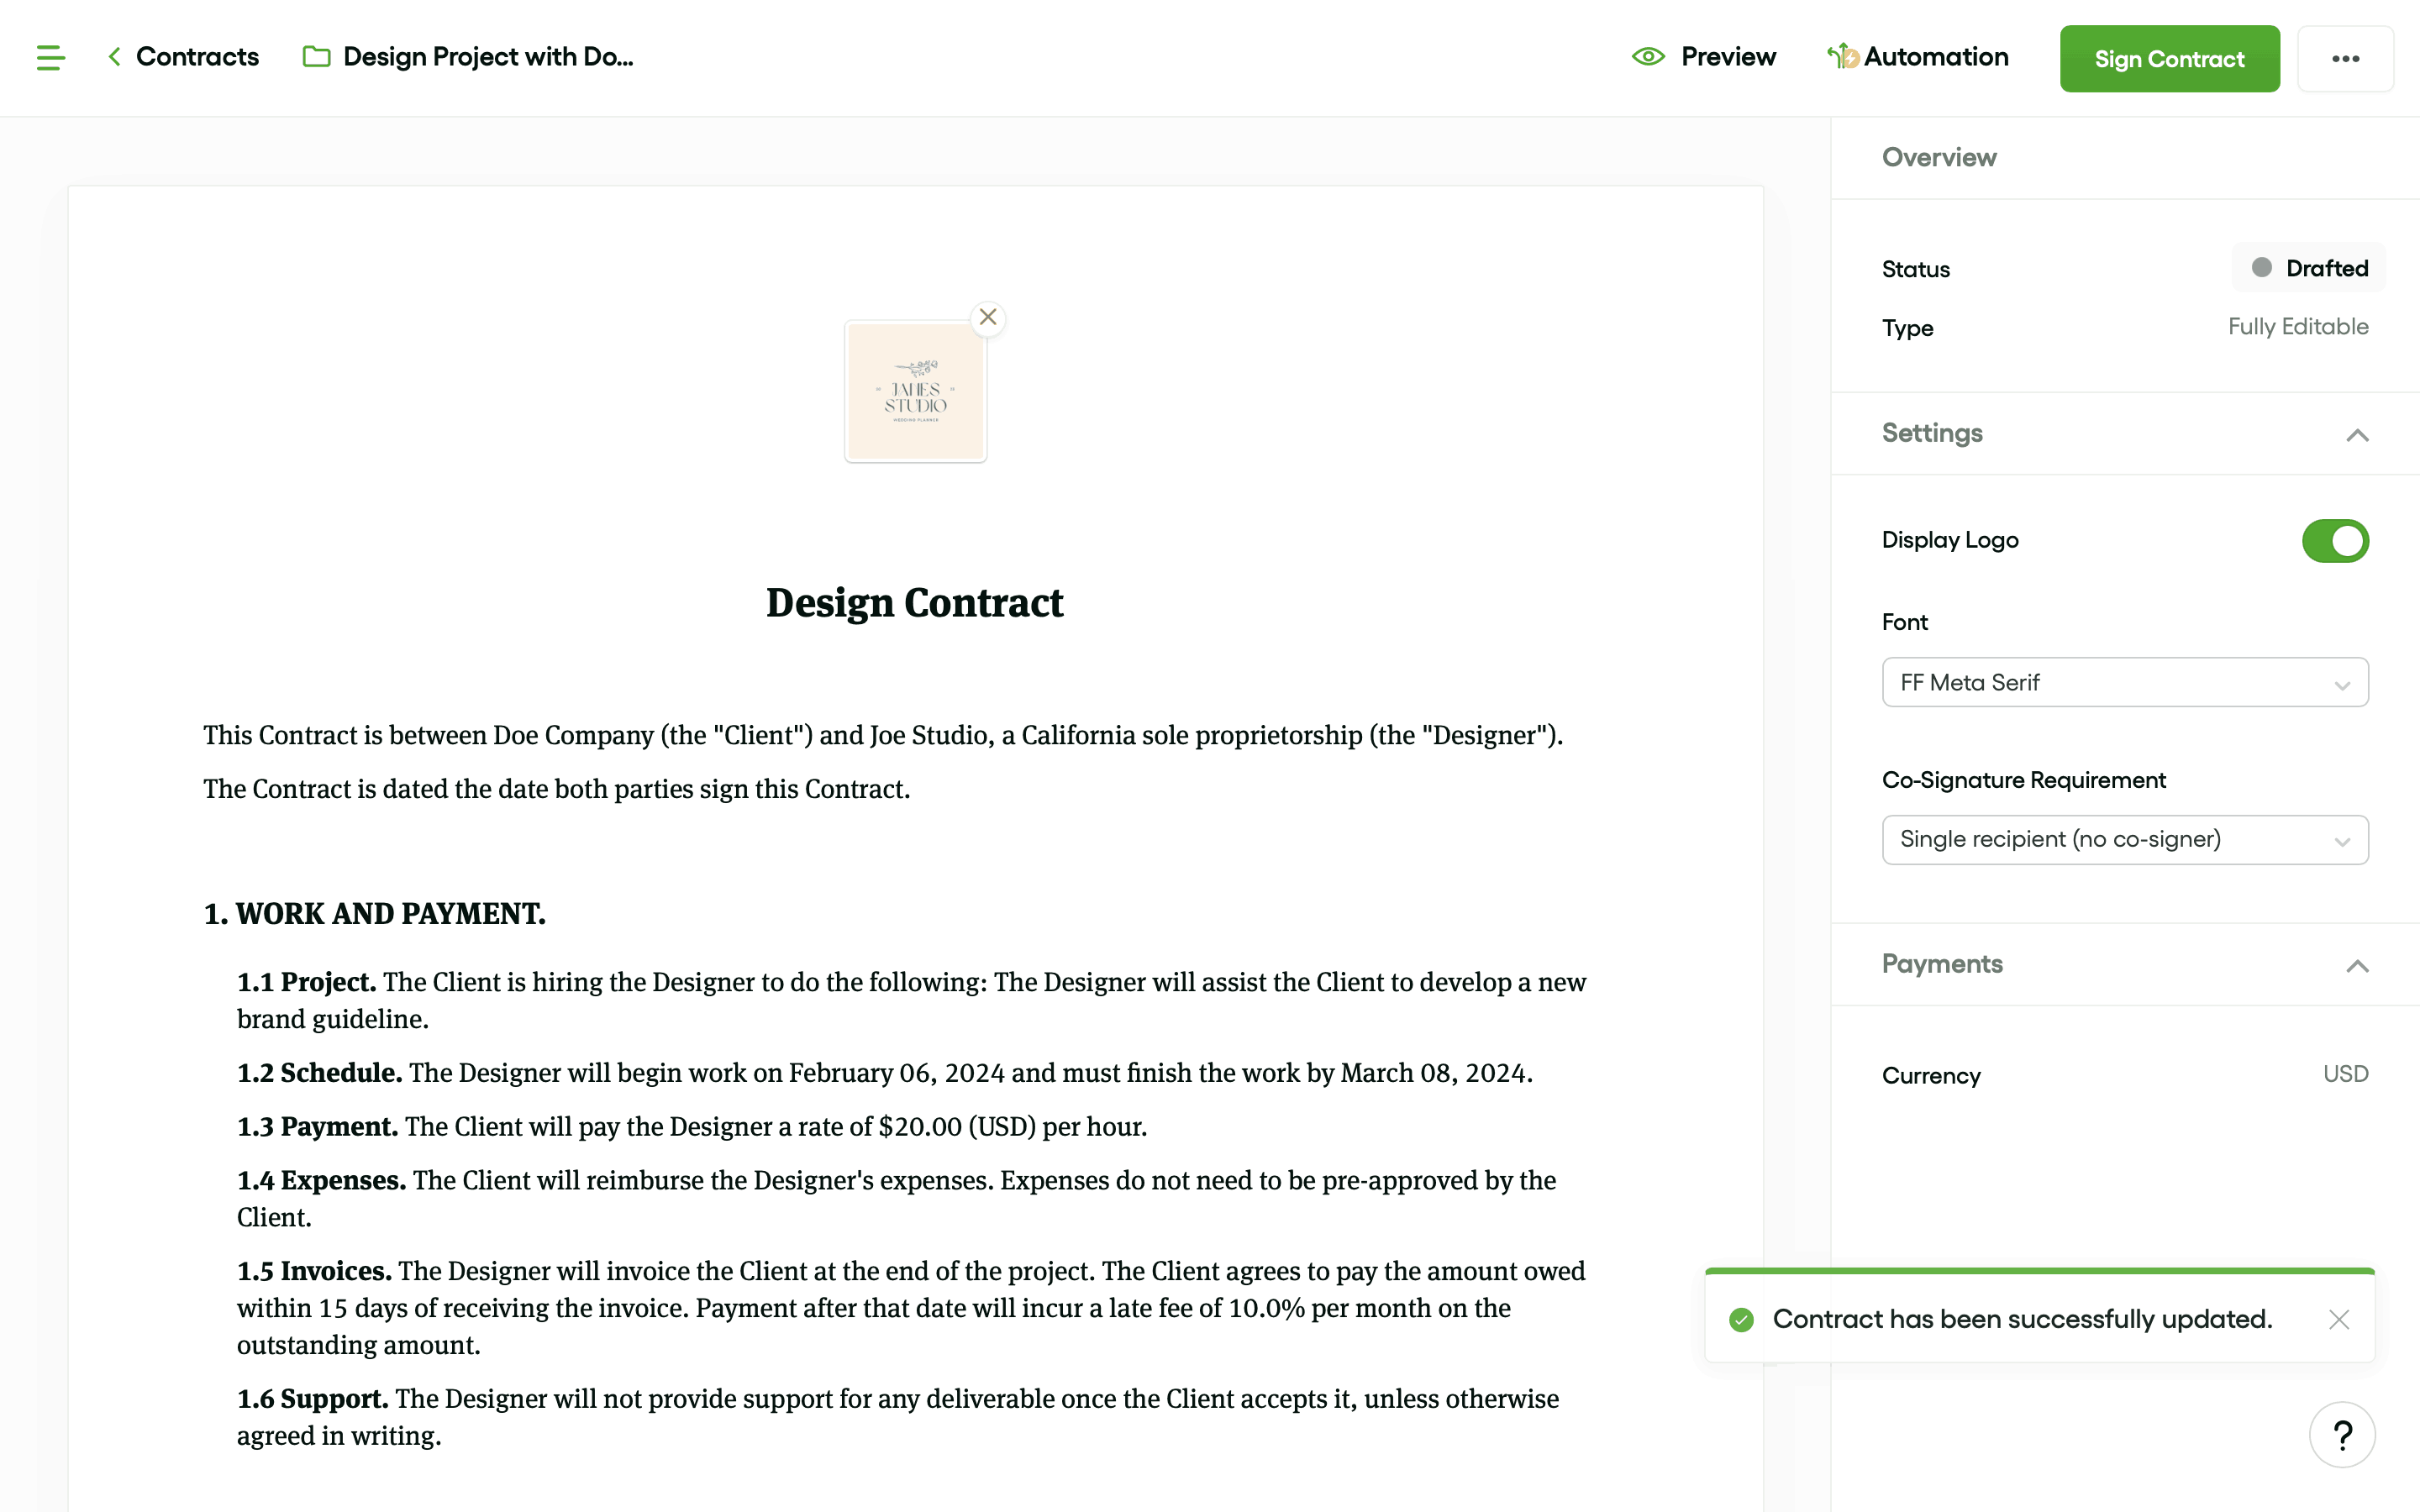 Contracts
Design Project with Do...
Preview
Automation
Sign Contract
Overview
Status
Drafted
Type
Fully Editable
Settings
Display Logo
Font
FF Meta Serif
Co-Signature Requirement
Single recipient (no co-signer)
Payments
Currency
USD
JAMES
STUDIO
WEDDING PLANNER
Design Contract
This Contract is between Doe Company (the "Client") and Joe Studio, a California sole proprietorship (the "Designer").
The Contract is dated the date both parties sign this Contract.
1. WORK AND PAYMENT.
1.1 Project. The Client is hiring the Designer to do the following: The Designer will assist the Client to develop a new
brand guideline.
1.2 Schedule. The Designer will begin work on February 06, 2024 and must finish the work by March 08, 2024.
1.3 Payment. The Client will pay the Designer a rate of $20.00 (USD) per hour.
1.4 Expenses. The Client will reimburse the Designer's expenses. Expenses do not need to be pre-approved by the
Client.
1.5 Invoices. The Designer will invoice the Client at the end of the project. The Client agrees to pay the amount owed
within 15 days of receiving the invoice. Payment after that date will incur a late fee of 10.0% per month on the
outstanding amount.
1.6 Support. The Designer will not provide support for any deliverable once the Client accepts it, unless otherwise
agreed in writing.
Contract has been successfully updated.
?